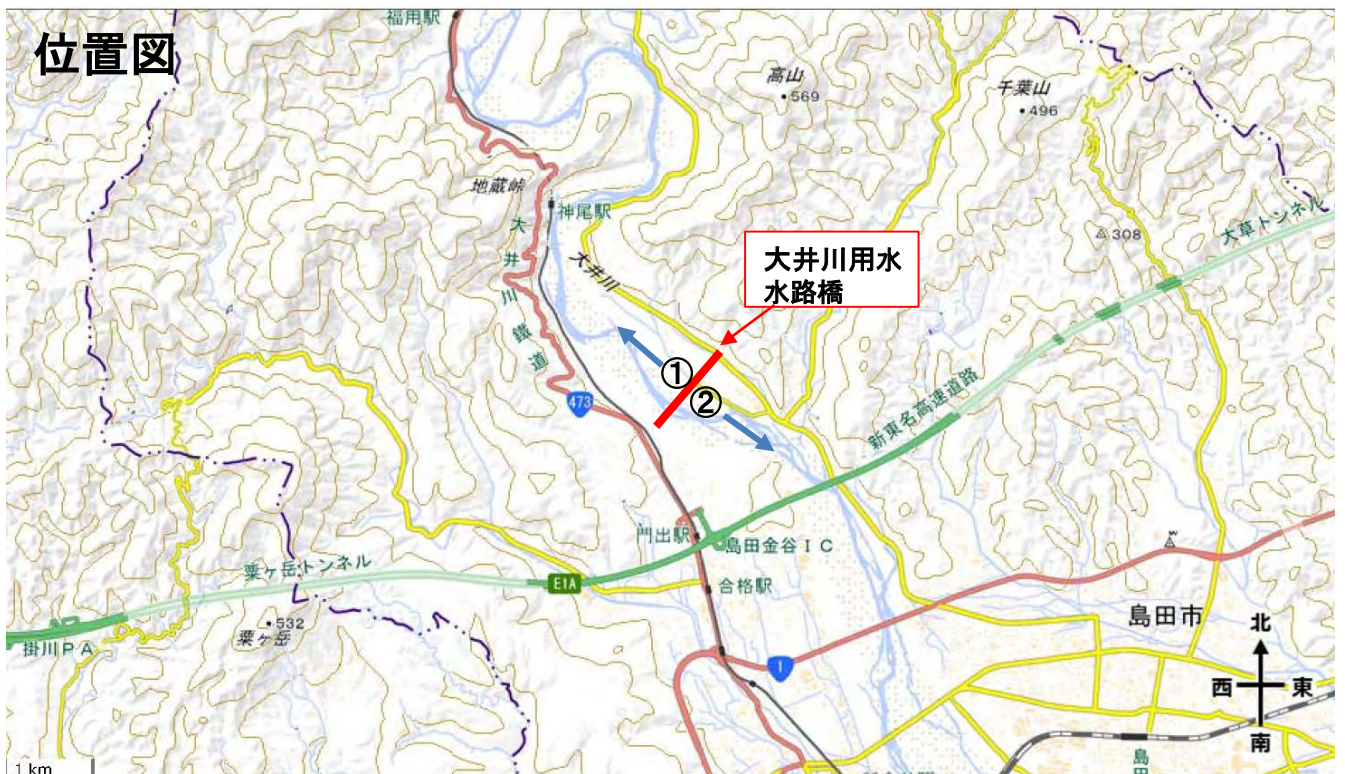 位置図
福用駅
高山
569
千葉山
496
地蔵峠
神尾駅
大井川鐵道
大井川
大井川用水
水路橋
308
大草トンネル
①
②
473
新東名高速道路
門出駅
島田金谷IC
粟ヶ岳トンネル
E1A
合格駅
532
粟ヶ岳
掛川PA
島田市
1
北
西
東
南
島
1 km